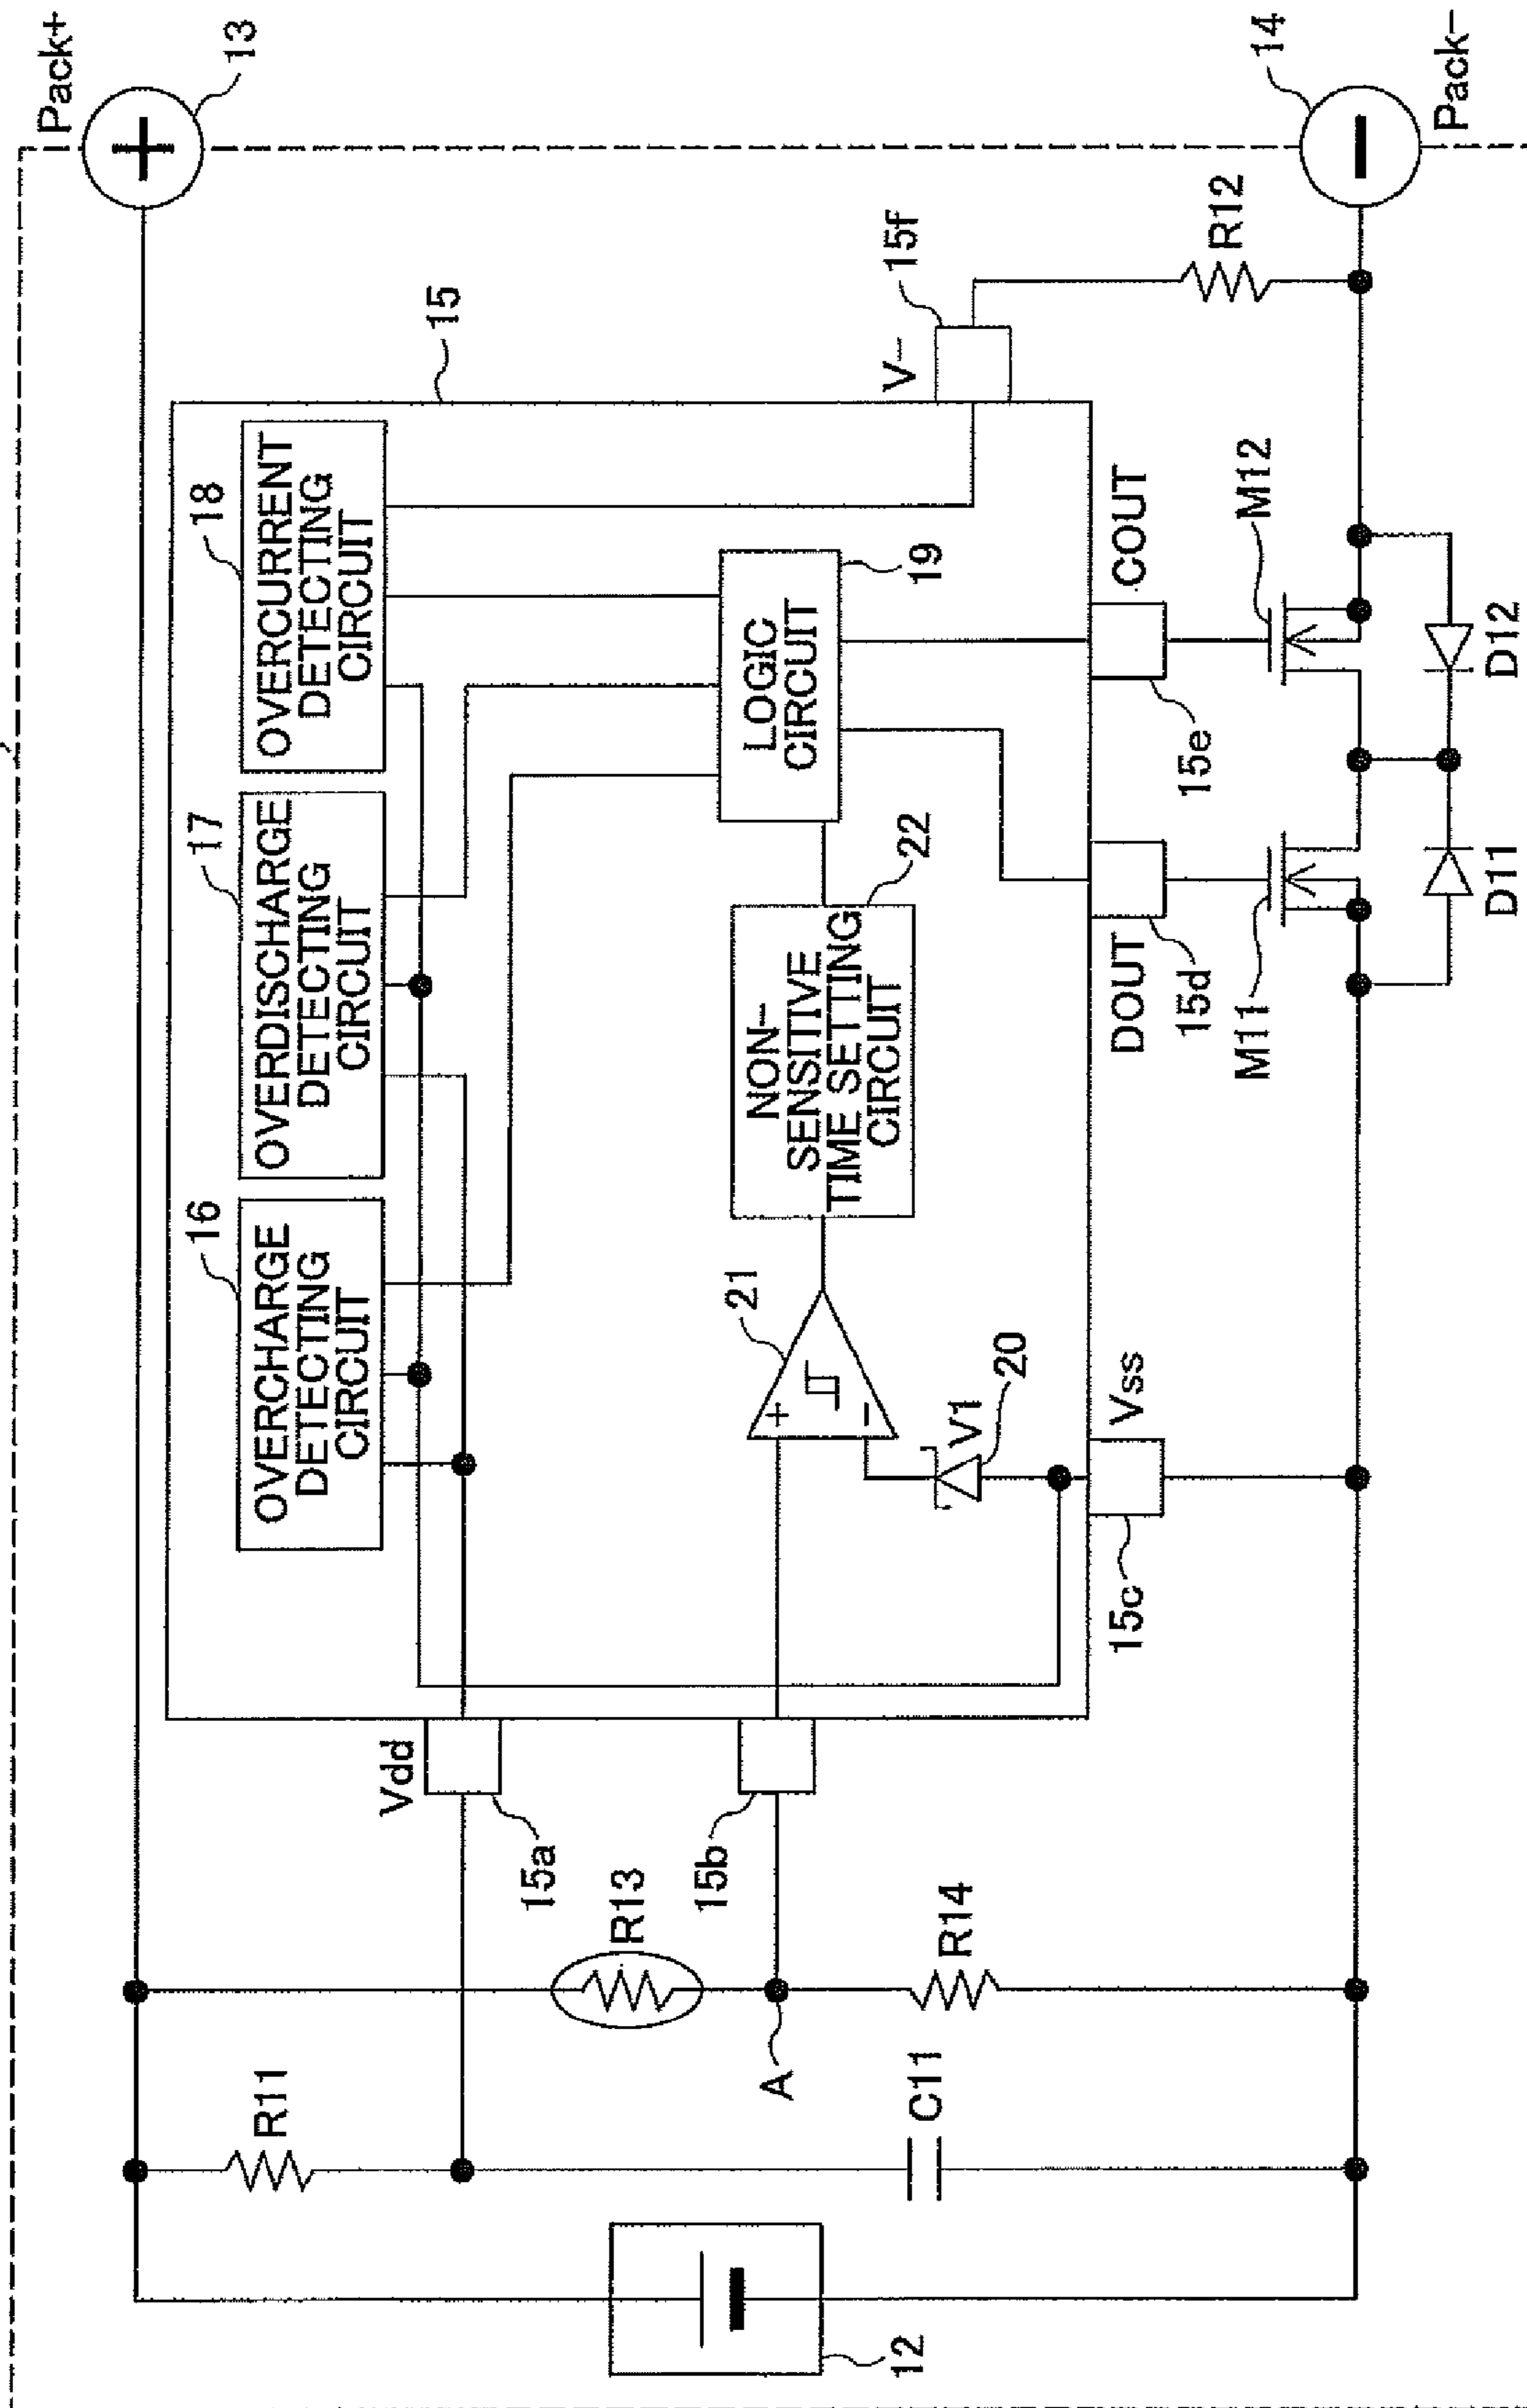 Pack+
13
15
16
17
18
OVERCHARGE
DETECTING
CIRCUIT
OVERDISCHARGE
DETECTING
CIRCUIT
OVERCURRENT
DETECTING
CIRCUIT
R11
Vdd
15a
R13
12
A
15b
21
+
−
NON-
SENSITIVE
TIME SETTING
CIRCUIT
22
LOGIC
CIRCUIT
19
V−
15f
C11
R14
V1
20
15c
Vss
DOUT
15d
15e
COUT
M11
M12
R12
14
D11
D12
Pack−